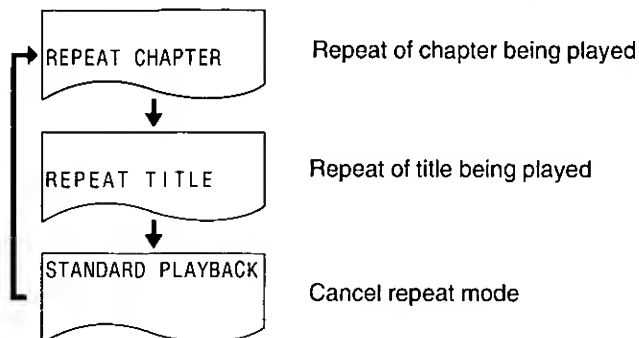 REPEAT CHAPTER
Repeat of chapter being played
REPEAT TITLE
Repeat of title being played
STANDARD PLAYBACK
Cancel repeat mode